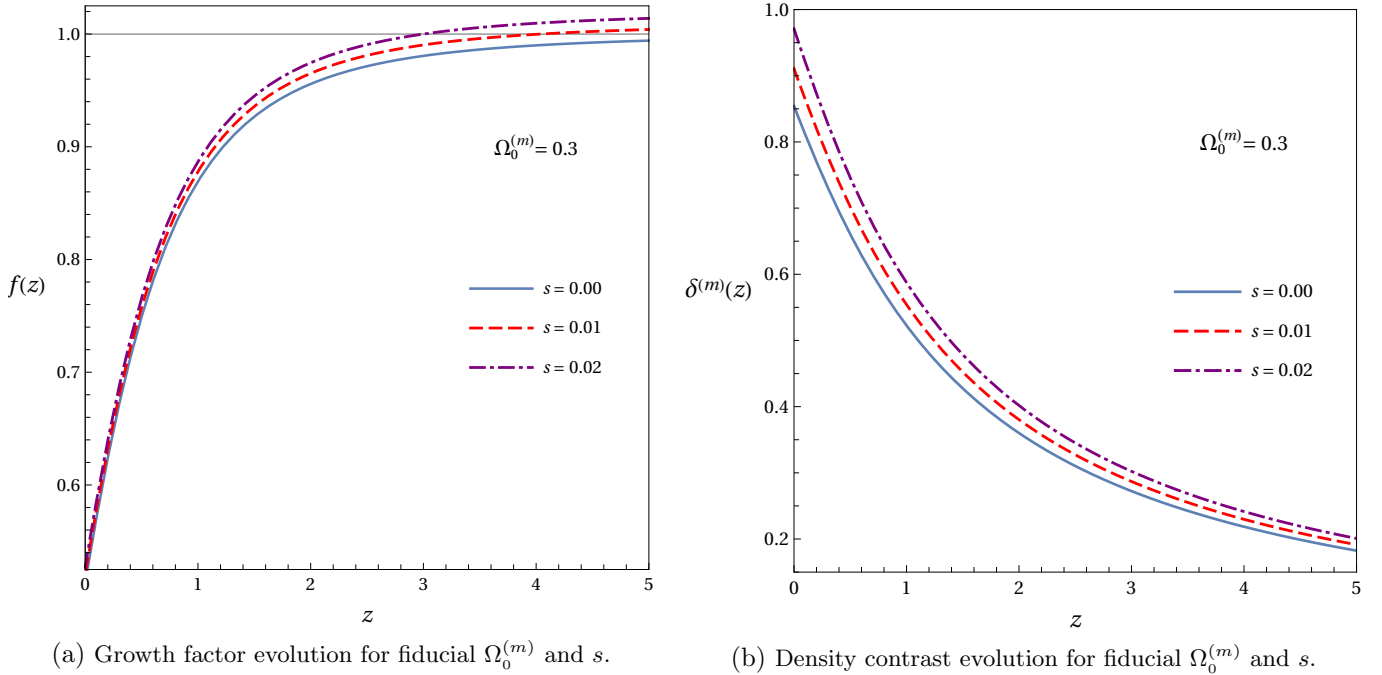 1.0
0.9
0.8
0.7
0.6
f(z)
Ω₀⁽ᵐ⁾= 0.3
s = 0.00
s = 0.01
s = 0.02
0 1 2 3 4 5
z
(a) Growth factor evolution for fiducial Ω₀⁽ᵐ⁾ and s.
1.0
0.8
0.6
0.4
0.2
δ⁽ᵐ⁾(z)
Ω₀⁽ᵐ⁾= 0.3
s = 0.00
s = 0.01
s = 0.02
0 1 2 3 4 5
z
(b) Density contrast evolution for fiducial Ω₀⁽ᵐ⁾ and s.